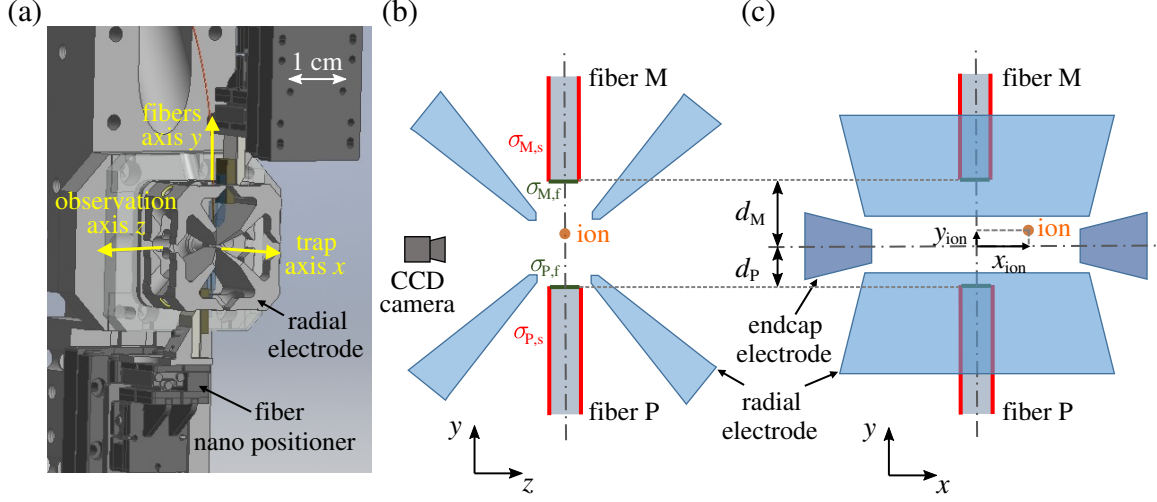 (a)
1 cm
fibers
axis y
observation
axis z
trap
axis x
radial
electrode
fiber
nano positioner
(b)
fiber M
σM,s
σM,f
ion
CCD
camera
σP,f
σP,s
fiber P
radial
electrode
y
z
(c)
fiber M
dM
dP
yion
ion
xion
endcap
electrode
fiber P
y
x